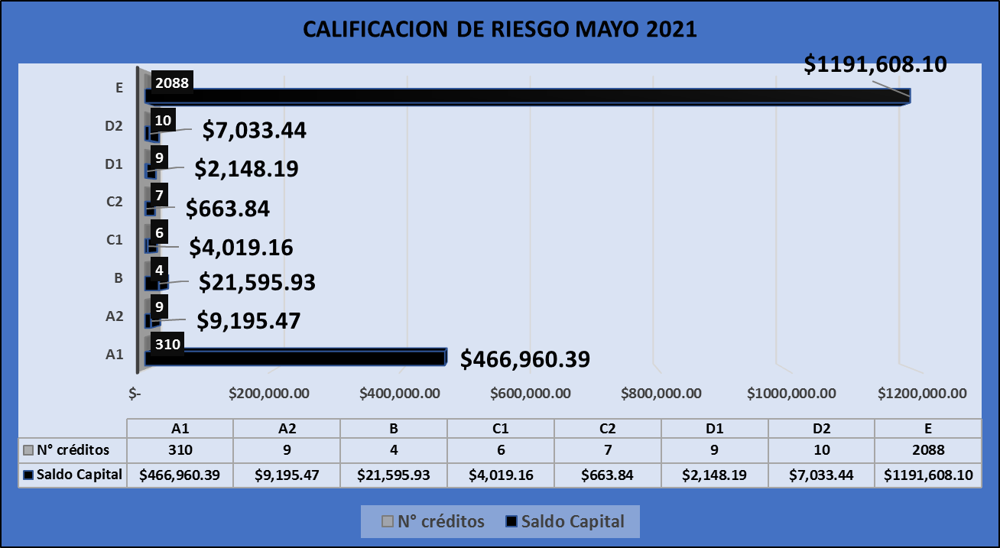 CALIFICACION DE RIESGO MAYO 2021
$1191,608.10
E 2088
D2 10 $7,033.44
D1 9 $2,148.19
C2 7 $663.84
C1 6 $4,019.16
B 4 $21,595.93
A2 9 $9,195.47
A1 310 $466,960.39
$- $200,000.00 $400,000.00 $600,000.00 $800,000.00 $1000,000.00 $1200,000.00
A1 A2 B C1 C2 D1 D2 E
N° créditos 310 9 4 6 7 9 10 2088
Saldo Capital $466,960.39 $9,195.47 $21,595.93 $4,019.16 $663.84 $2,148.19 $7,033.44 $1191,608.10
N° créditos Saldo Capital